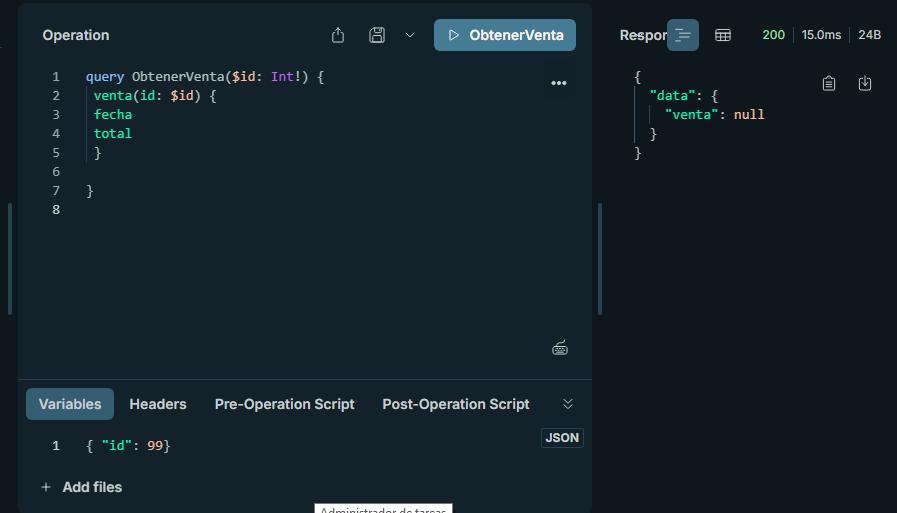 Operation
ObtenerVenta
1 query ObtenerVenta($id: Int!) {
2 venta(id: $id) {
3 fecha
4 total
5 }
6
7 }
8
Variables Headers Pre-Operation Script Post-Operation Script
1 { "id": 99}
JSON
+ Add files
Respon 200 15.0ms 24B
{
"data": {
"venta": null
}
}
Administrador de tareas